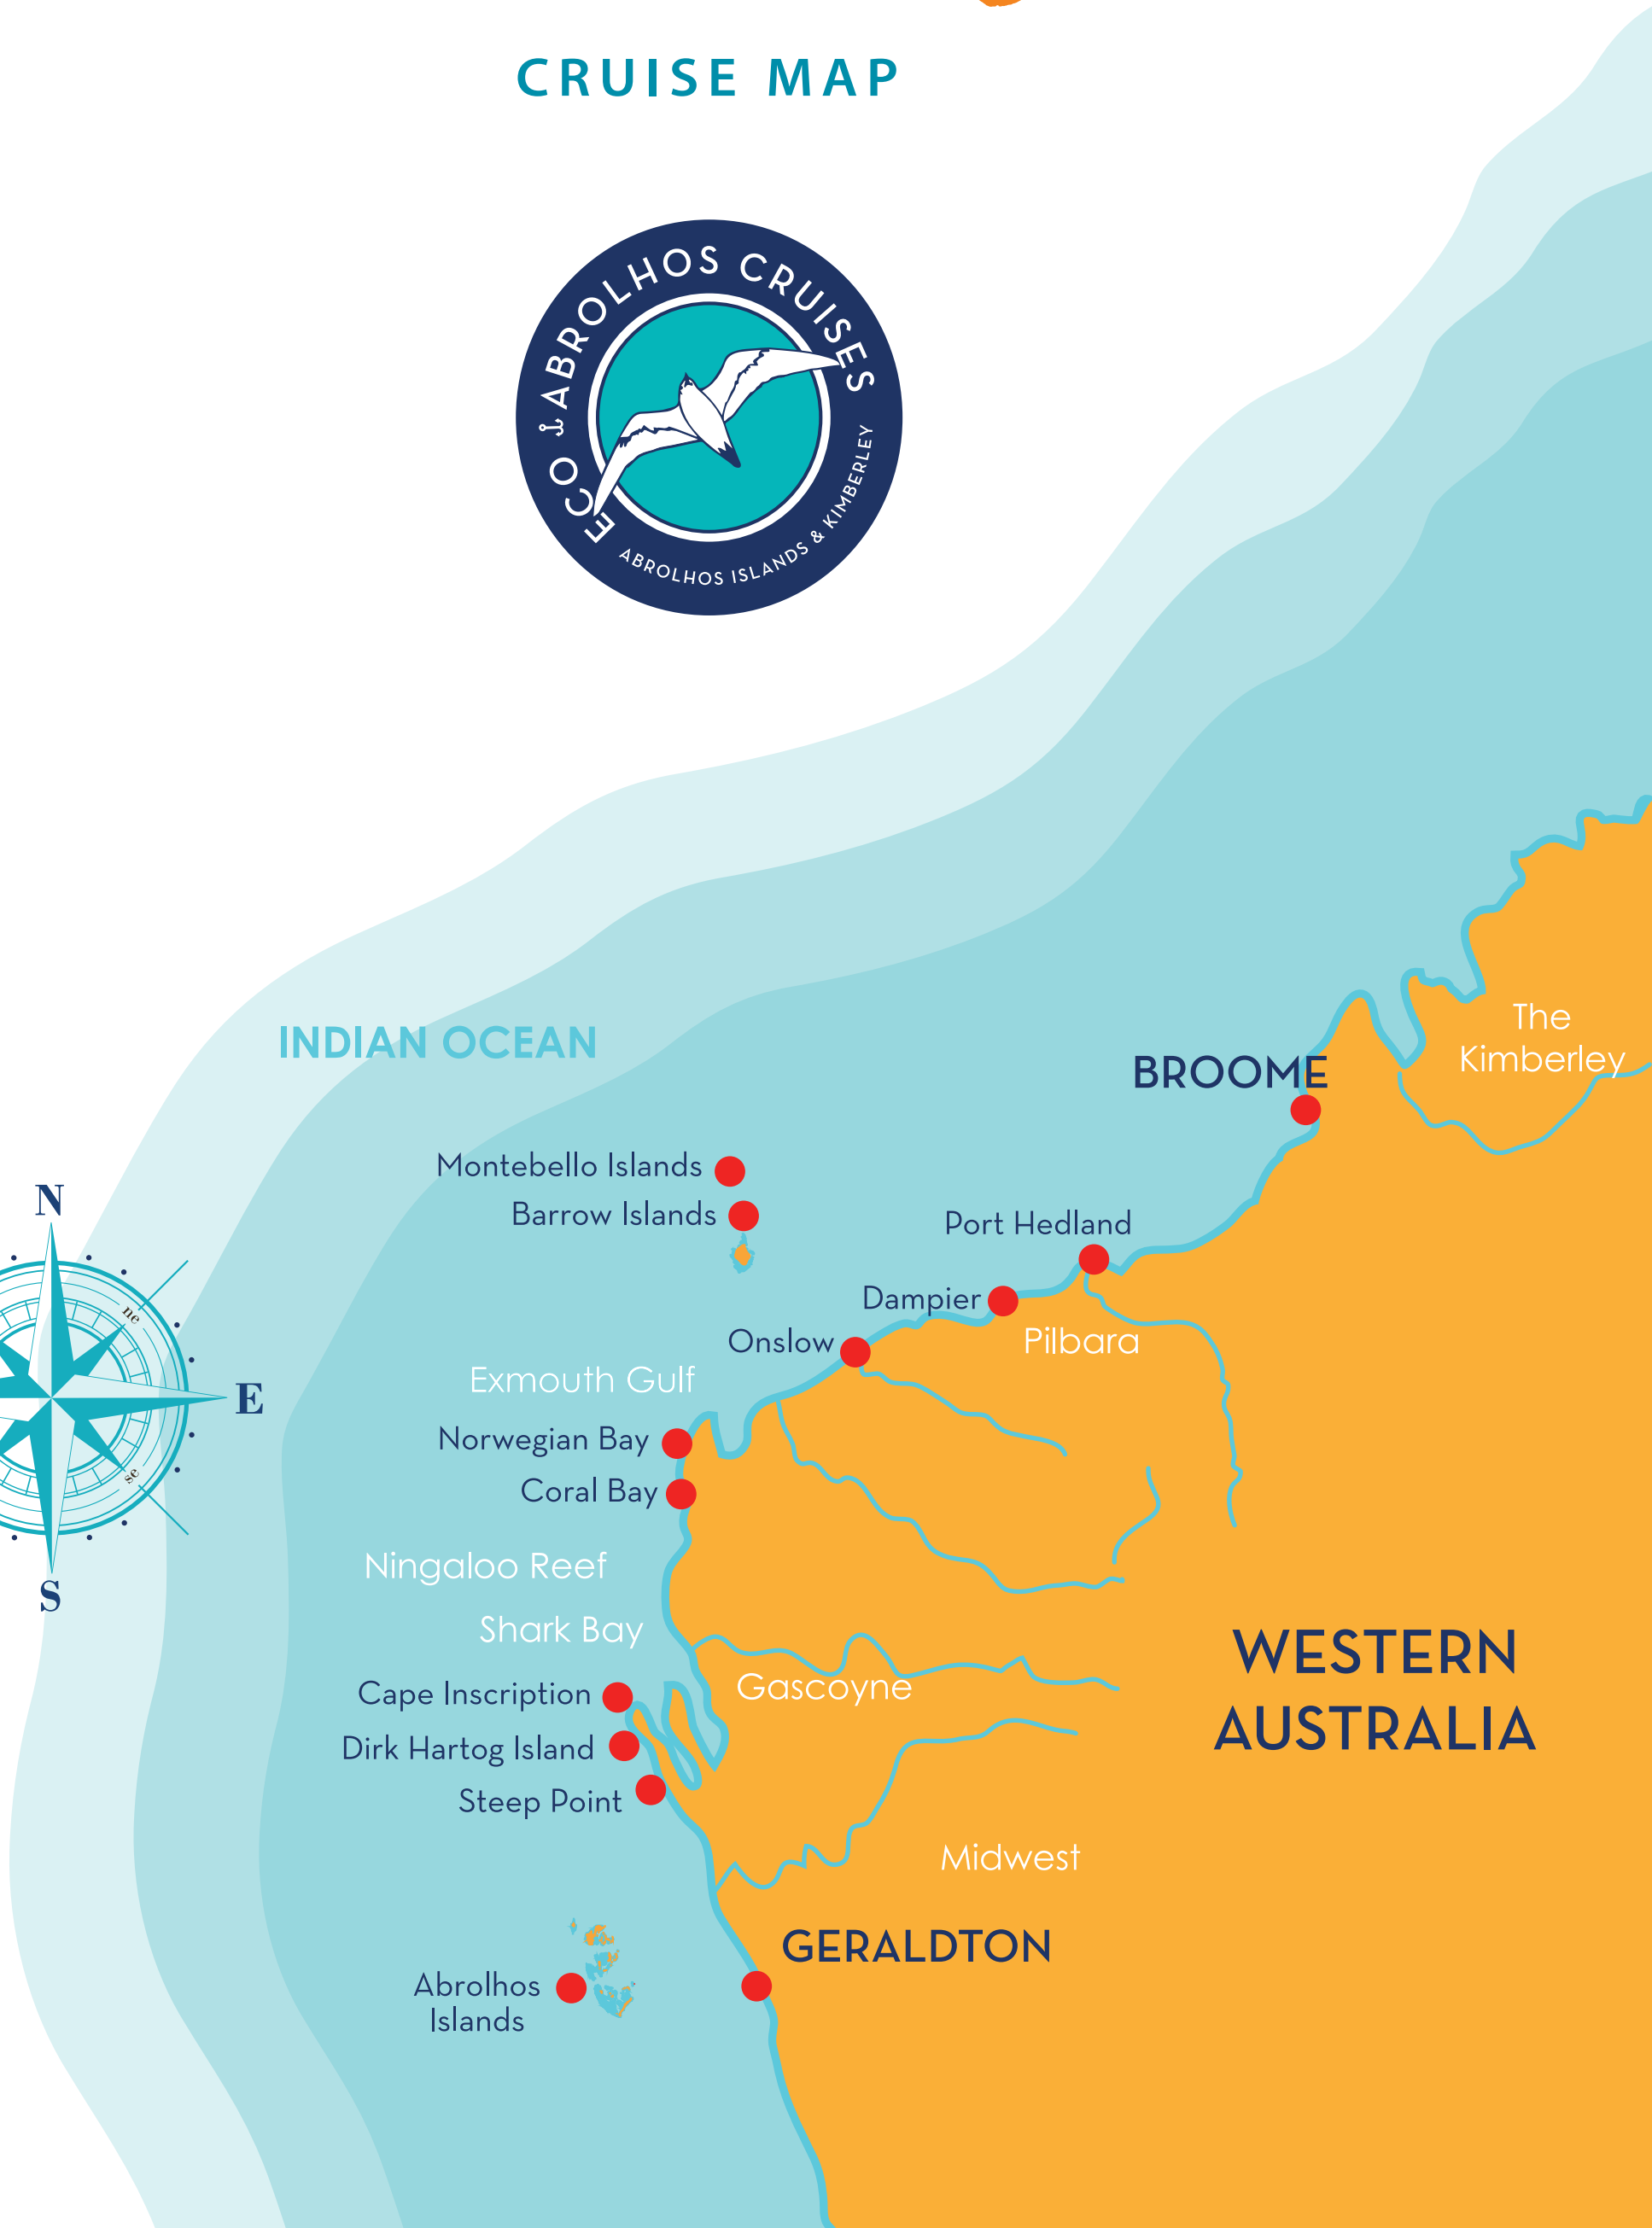 CRUISE MAP
ECO ABROLHOS CRUISES
ABROLHOS ISLANDS & KIMBERLEY
The
Kimberley
INDIAN OCEAN
BROOME
Montebello Islands
Barrow Islands
Port Hedland
Dampier
Onslow
Pilbara
Exmouth Gulf
Norwegian Bay
Coral Bay
N
ne
E
se
S
Ningaloo Reef
Shark Bay
WESTERN
AUSTRALIA
Gascoyne
Cape Inscription
Dirk Hartog Island
Steep Point
Midwest
GERALDTON
Abrolhos
Islands